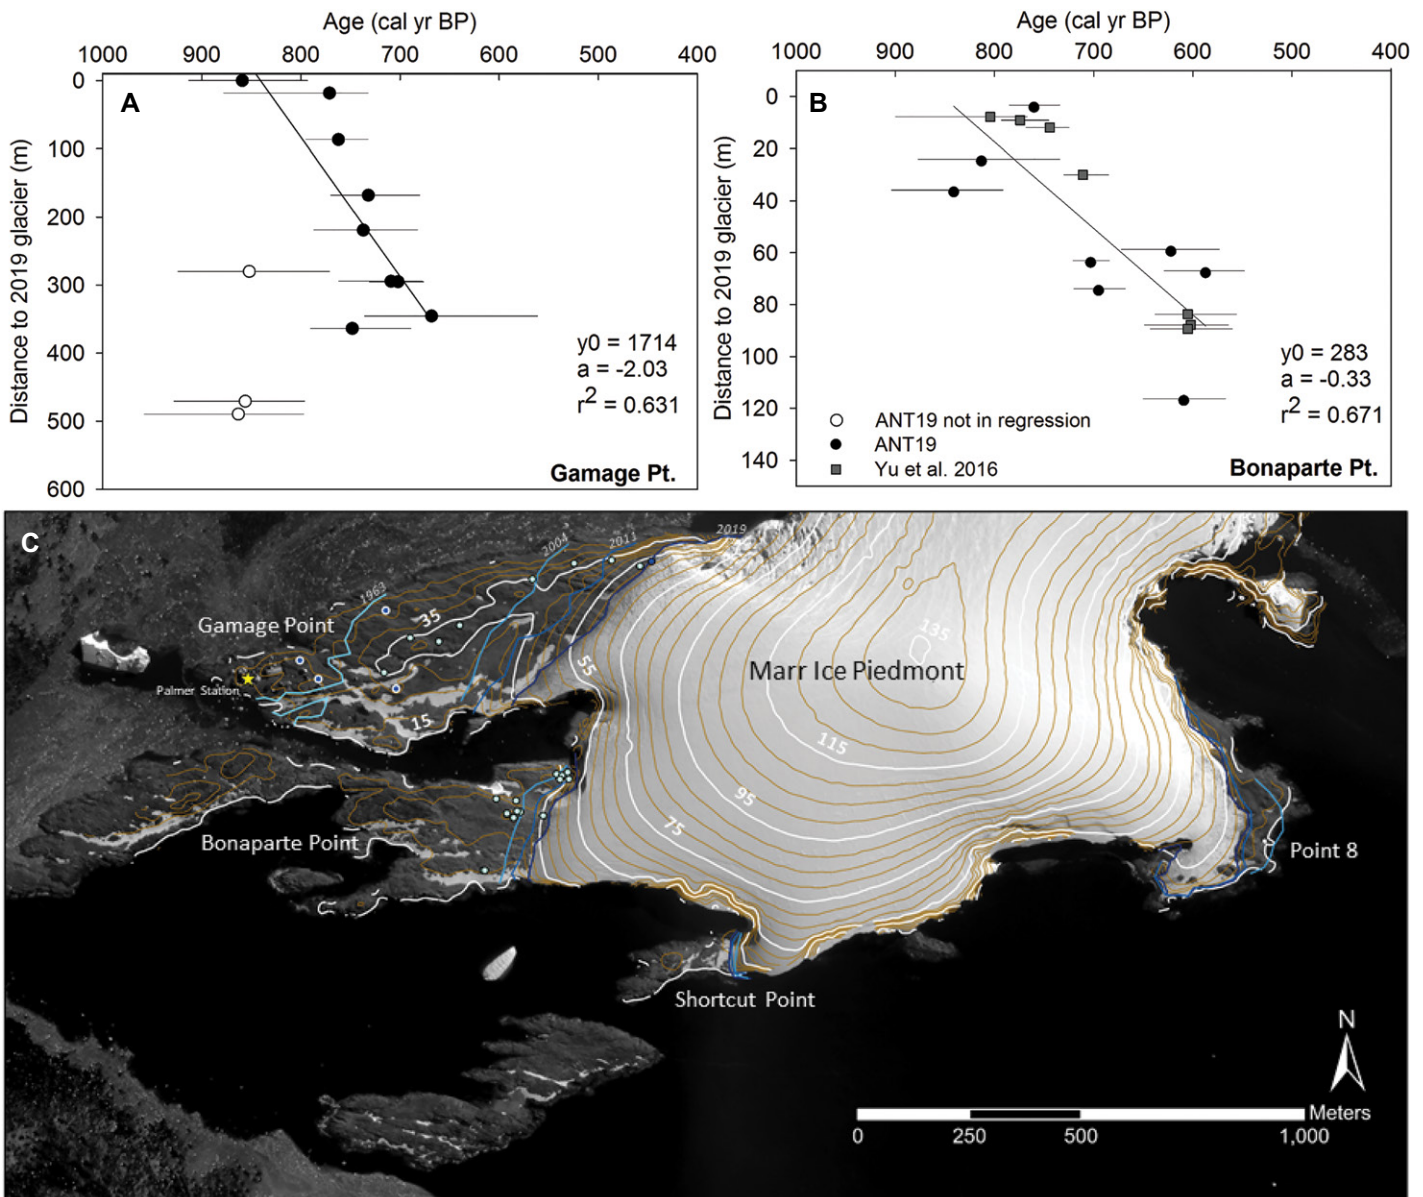 Age (cal yr BP)
1000 900 800 700 600 500 400
A
0
100
200
300
400
500
600
Distance to 2019 glacier (m)
y0 = 1714
a = -2.03
r2 = 0.631
Gamage Pt.
Age (cal yr BP)
1000 900 800 700 600 500 400
B
0
20
40
60
80
100
120
140
Distance to 2019 glacier (m)
y0 = 283
a = -0.33
r2 = 0.671
ANT19 not in regression
ANT19
Yu et al. 2016
Bonaparte Pt.
C
2019
2004
2011
1963
35
Gamage Point
135
55
Marr Ice Piedmont
Palmer Station
15
115
95
75
Bonaparte Point
Point 8
Shortcut Point
N
Meters
0 250 500 1,000